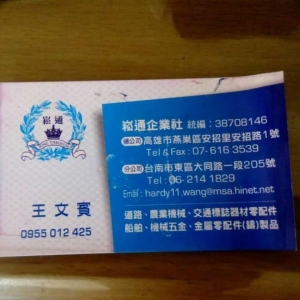 崧通
王文賓
0955 012 425
崧通企業社 統編：38708146
總公司 高雄市燕巢區安招里安招路1號
Tel & Fax : 07- 616 3539
分公司 台南市東區大同路一段205號
Tel : 06- 214 1829
Email : hardy11.wang@msa.hinet.net
道路、農業機械、交通標誌器材零配件
船舶、機械五金、金屬零配件(鑄)製品